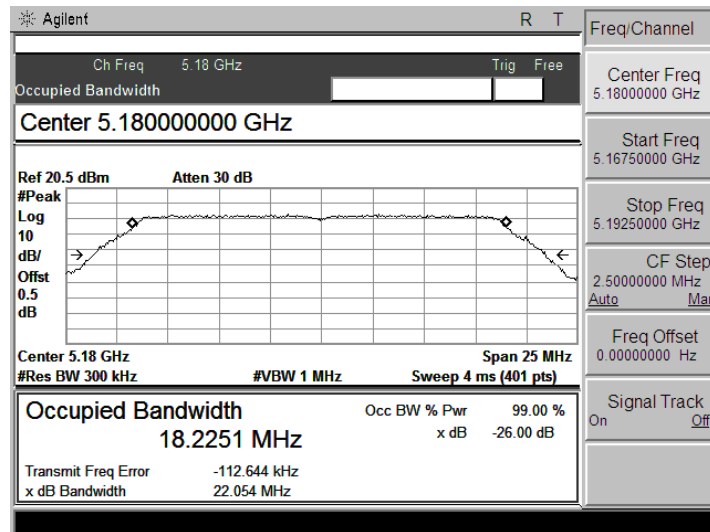 Agilent R T
Freq/Channel
Ch Freq 5.18 GHz Trig Free
Occupied Bandwidth
Center Freq
5.18000000 GHz
Center 5.180000000 GHz
Start Freq
5.16750000 GHz
Ref 20.5 dBm Atten 30 dB
#Peak
Log
10
dB/
Offst
0.5
dB
Stop Freq
5.19250000 GHz
CF Step
2.50000000 MHz
Auto Mar
Center 5.18 GHz Span 25 MHz
#Res BW 300 kHz #VBW 1 MHz Sweep 4 ms (401 pts)
Freq Offset
0.00000000 Hz
Occupied Bandwidth Occ BW % Pwr 99.00 %
18.2251 MHz x dB -26.00 dB
Signal Track
On Off
Transmit Freq Error -112.644 kHz
x dB Bandwidth 22.054 MHz